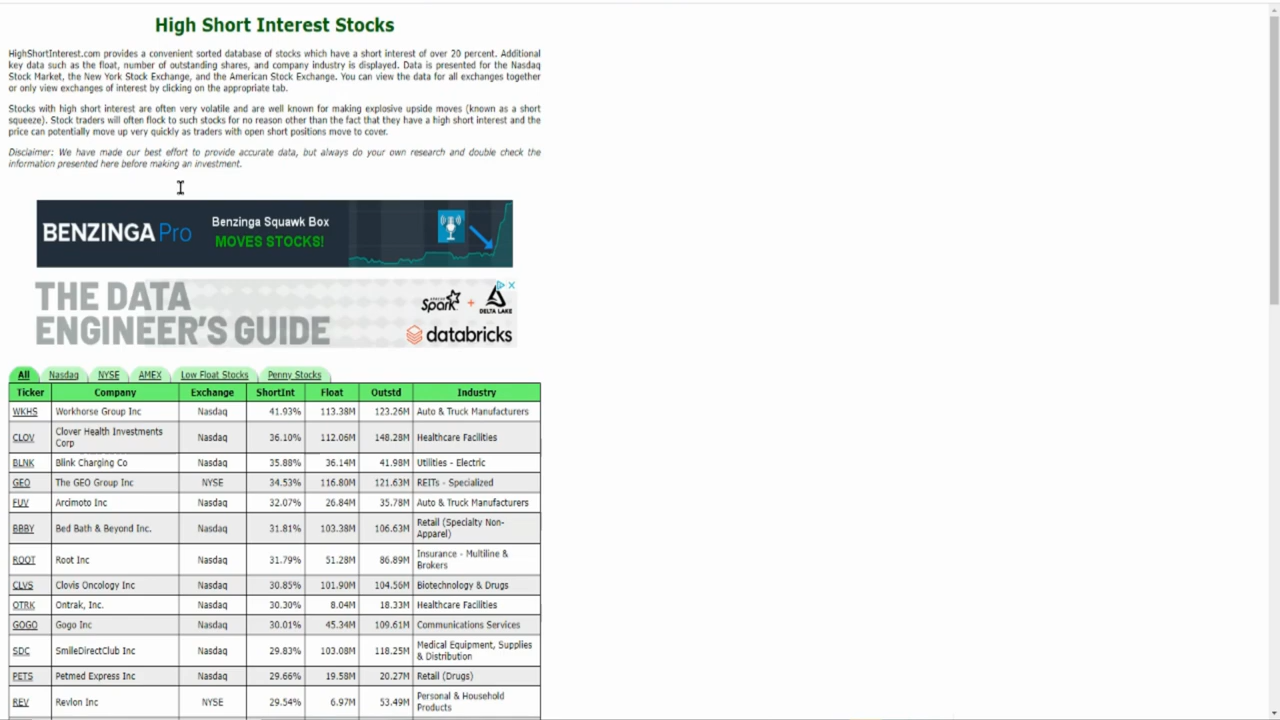 High Short Interest Stocks
HighShortInterest.com provides a convenient sorted database of stocks which have a short interest of over 20 percent. Additional
key data such as the float, number of outstanding shares, and company industry is displayed. Data is presented for the Nasdaq
Stock Market, the New York Stock Exchange, and the American Stock Exchange. You can view the data for all exchanges together
or only view exchanges of interest by clicking on the appropriate tab.
Stocks with high short interest are often very volatile and are well known for making explosive upside moves (known as a short
squeeze). Stock traders will often flock to such stocks for no reason other than the fact that they have a high short interest and the
price can potentially move up very quickly as traders with open short positions move to cover.
Disclaimer: We have made our best effort to provide accurate data, but always do your own research and double check the
information presented here before making an investment.
BENZINGA Pro Benzinga Squawk Box
MOVES STOCKS!
THE DATA
ENGINEER'S GUIDE
APACHE Spark + DELTA LAKE
databricks
All Nasdaq NYSE AMEX Low Float Stocks Penny Stocks
Ticker Company Exchange ShortInt Float Outstd Industry
WKHS Workhorse Group Inc Nasdaq 41.93% 113.38M 123.26M Auto & Truck Manufacturers
CLOV Clover Health Investments Corp Nasdaq 36.10% 112.06M 148.28M Healthcare Facilities
BLNK Blink Charging Co Nasdaq 35.88% 36.14M 41.98M Utilities - Electric
GEO The GEO Group Inc NYSE 34.53% 116.80M 121.63M REITs - Specialized
FUV Arcimoto Inc Nasdaq 32.07% 26.84M 35.78M Auto & Truck Manufacturers
BBBY Bed Bath & Beyond Inc. Nasdaq 31.81% 103.38M 106.63M Retail (Specialty Non-Apparel)
ROOT Root Inc Nasdaq 31.79% 51.28M 86.89M Insurance - Multiline & Brokers
CLVS Clovis Oncology Inc Nasdaq 30.85% 101.90M 104.56M Biotechnology & Drugs
OTRK Ontrak, Inc. Nasdaq 30.30% 8.04M 18.33M Healthcare Facilities
GOGO Gogo Inc Nasdaq 30.01% 45.34M 109.61M Communications Services
SDC SmileDirectClub Inc Nasdaq 29.83% 103.08M 118.25M Medical Equipment, Supplies & Distribution
PETS Petmed Express Inc Nasdaq 29.66% 19.58M 20.27M Retail (Drugs)
REV Revlon Inc NYSE 29.54% 6.97M 53.49M Personal & Household Products